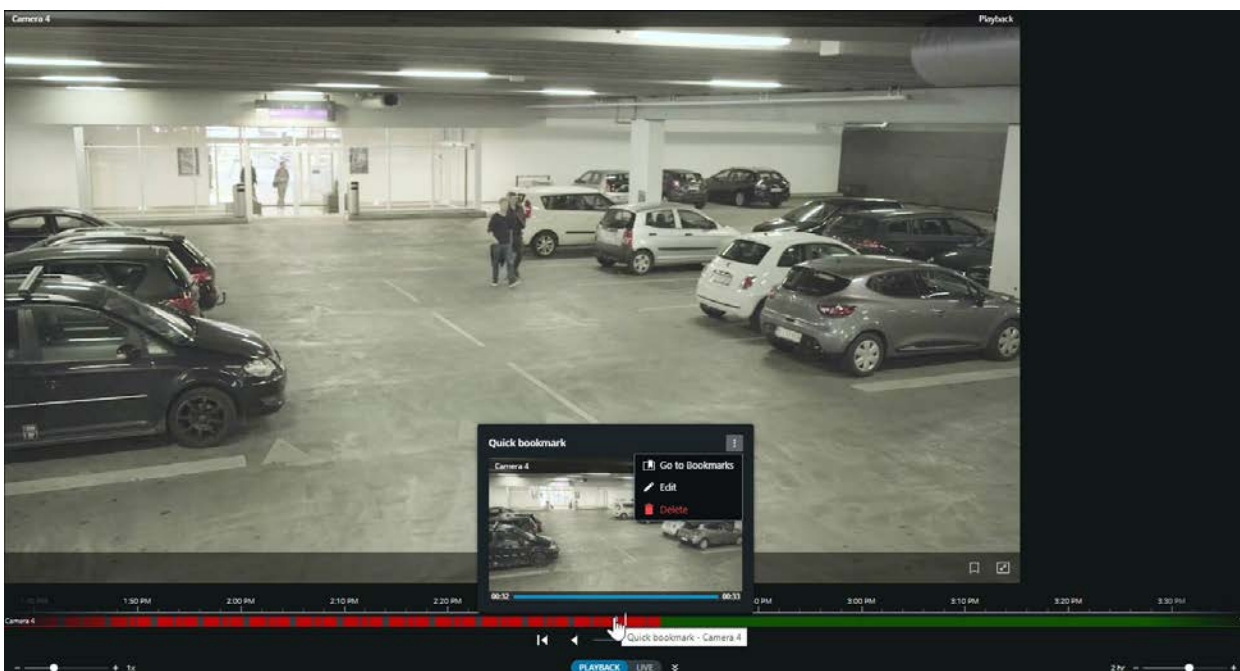 Camera 4
Playback
Quick bookmark
Camera 4
Go to Bookmarks
Edit
Delete
00:32
00:33
1:50 PM
2:00 PM
2:10 PM
2:20 PM
3:00 PM
3:10 PM
3:20 PM
3:30 PM
Camera 4
Quick bookmark - Camera 4
- + 1x
PLAYBACK
LIVE
2 hr - +